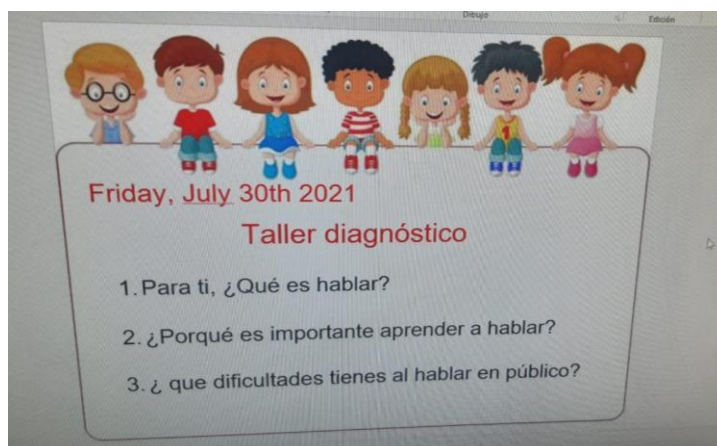 Dibujo
Edición
1
Friday, July 30th 2021
Taller diagnóstico
1. Para ti, ¿Qué es hablar?
2. ¿Porqué es importante aprender a hablar?
3. ¿ que dificultades tienes al hablar en público?